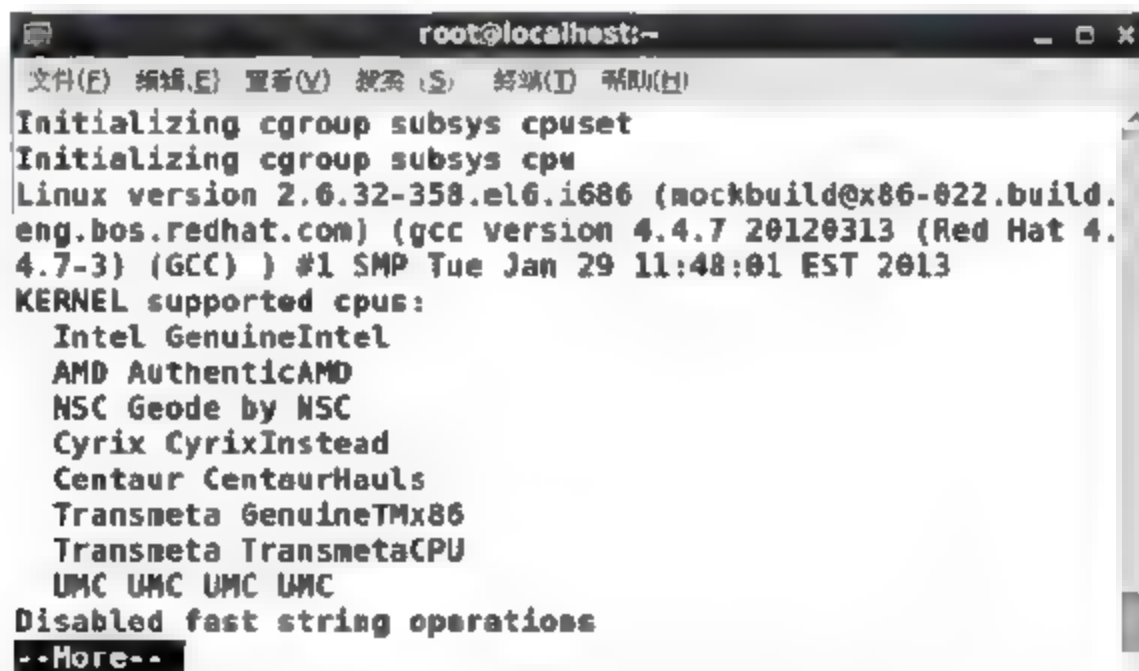 root@localhost:~
文件(F) 编辑(E) 查看(V) 搜索(S) 终端(T) 帮助(H)
Initializing cgroup subsys cpuset
Initializing cgroup subsys cpu
Linux version 2.6.32-358.el6.i686 (mockbuild@x86-022.build.
eng.bos.redhat.com) (gcc version 4.4.7 20120313 (Red Hat 4.
4.7-3) (GCC) ) #1 SMP Tue Jan 29 11:48:01 EST 2013
KERNEL supported cpus:
  Intel GenuineIntel
  AMD AuthenticAMD
  NSC Geode by NSC
  Cyrix CyrixInstead
  Centaur CentaurHauls
  Transmeta GenuineTMx86
  Transmeta TransmetaCPU
  UMC UMC UMC UMC
Disabled fast string operations
--More--